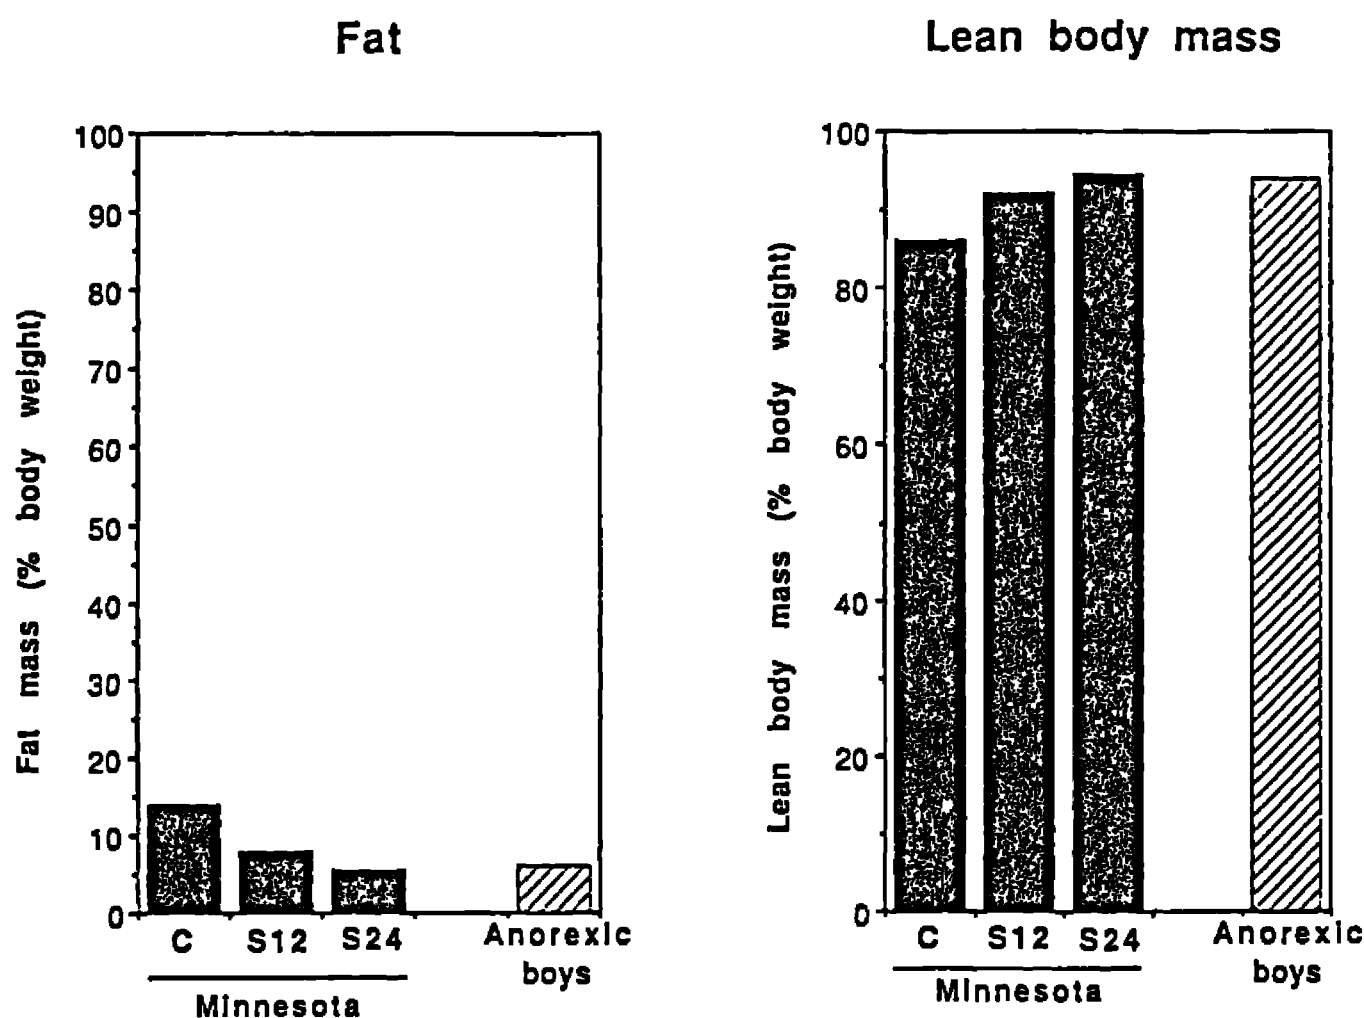 Fat
Fat mass (% body weight)
100
90
80
70
60
50
40
30
20
10
0
C S12 S24 Anorexic
boys
Minnesota
Lean body mass
Lean body mass (% body weight)
100
80
60
40
20
0
C S12 S24 Anorexic
boys
Minnesota